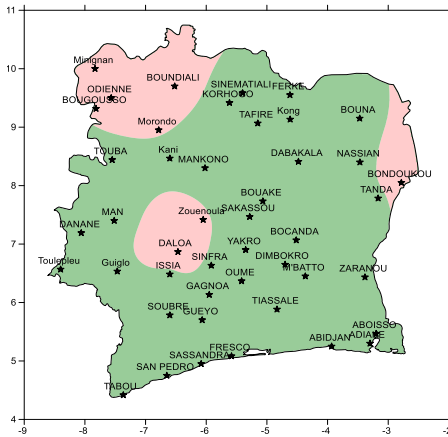 11
10
9
8
7
6
5
4
Minignan
ODIENNE
BOUGOUSSO
BOUNDIALI
SINEMATIALI
KORHOGO
FERKE
Morondo
TAFIRE
Kong
BOUNA
TOUBA
Kani
MANKONO
DABAKALA
NASSIAN
BONDOUKOU
TANDA
BOUAKE
SAKASSOU
Zouenoula
MAN
DANANE
DALOA
YAKRO
BOCANDA
DIMBOKRO
M'BATTO
Toulepleu
Guiglo
ISSIA
SINFRA
OUME
ZARANOU
GAGNOA
TIASSALE
SOUBRE
GUEYO
ABOISSO
ADIAKE
ABIDJAN
FRESCO
SASSANDRA
SAN PEDRO
TABOU
-9 -8 -7 -6 -5 -4 -3